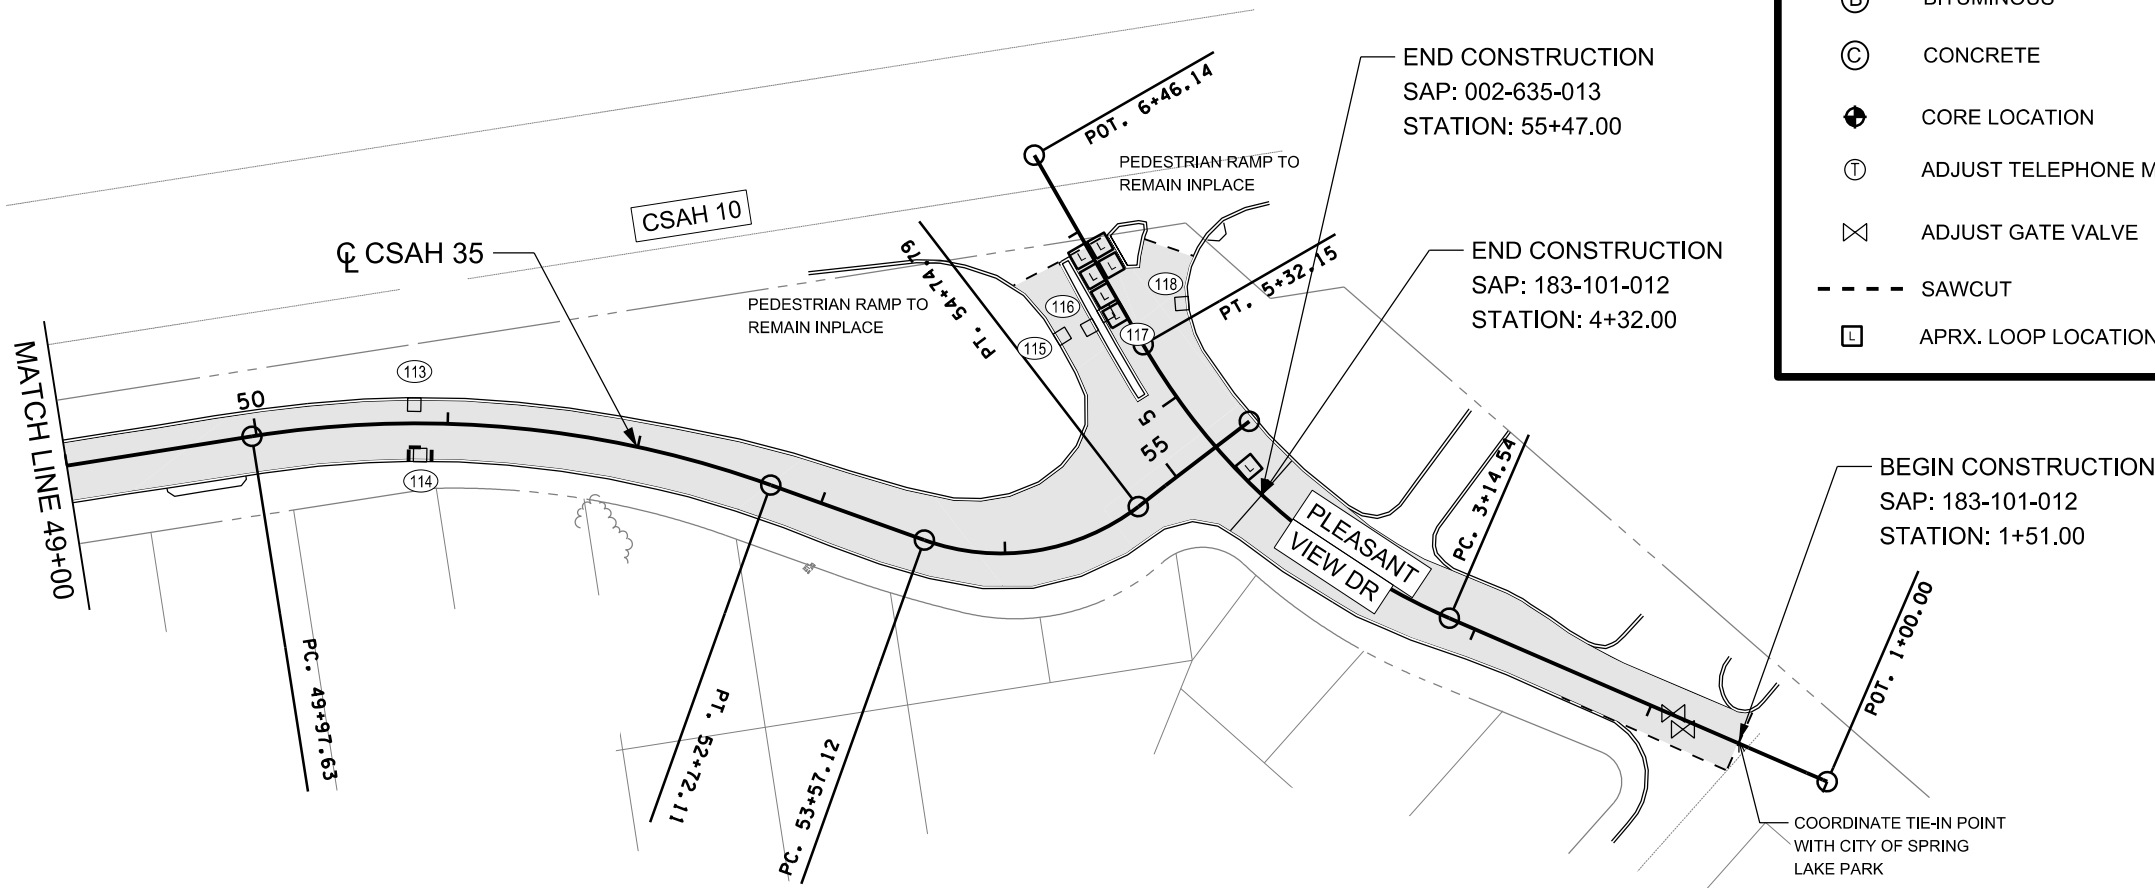 BITUMINOUS
B
C
CONCRETE
CORE LOCATION
T
ADJUST TELEPHONE M
ADJUST GATE VALVE
SAWCUT
L
APRX. LOOP LOCATION
END CONSTRUCTION
SAP: 002-635-013
STATION: 55+47.00
POT. 6+46.14
PEDESTRIAN RAMP TO
REMAIN INPLACE
CSAH 10
℄ CSAH 35
END CONSTRUCTION
SAP: 183-101-012
STATION: 4+32.00
PT. 54+74.79
PT. 5+32.15
PEDESTRIAN RAMP TO
REMAIN INPLACE
118
116
115
117
113
114
L
L
L
L
L
L
L
L
MATCH LINE 49+00
50
5
55
PLEASANT
VIEW DR
PC. 3+14.54
BEGIN CONSTRUCTION
SAP: 183-101-012
STATION: 1+51.00
POT. 1+00.00
PC. 49+97.63
PT. 52+72.11
PC. 53+57.12
COORDINATE TIE-IN POINT
WITH CITY OF SPRING
LAKE PARK